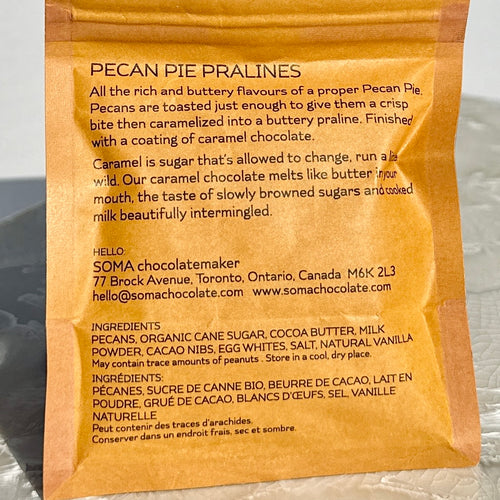 PECAN PIE PRALINES
All the rich and buttery flavours of a proper Pecan Pie.
Pecans are toasted just enough to give them a crisp
bite then caramelized into a buttery praline. Finished
with a coating of caramel chocolate.
Caramel is sugar that's allowed to change, run a lil
wild. Our caramel chocolate melts like butter in your
mouth, the taste of slowly browned sugars and cooked
milk beautifully intermingled.
HELLO:
SOMA chocolatemaker
77 Brock Avenue, Toronto, Ontario, Canada M6K 2L3
hello@somachocolate.com www.somachocolate.com
INGREDIENTS
PECANS, ORGANIC CANE SUGAR, COCOA BUTTER, MILK
POWDER, CACAO NIBS, EGG WHITES, SALT, NATURAL VANILLA
May contain trace amounts of peanuts . Store in a cool, dry place.
INGRÉDIENTS:
PÉCANES, SUCRE DE CANNE BIO, BEURRE DE CACAO, LAIT EN
POUDRE, GRUÉ DE CACAO, BLANCS D'ŒUFS, SEL, VANILLE
NATURELLE
Peut contenir des traces d'arachides.
Conserver dans un endroit frais, sec et sombre.